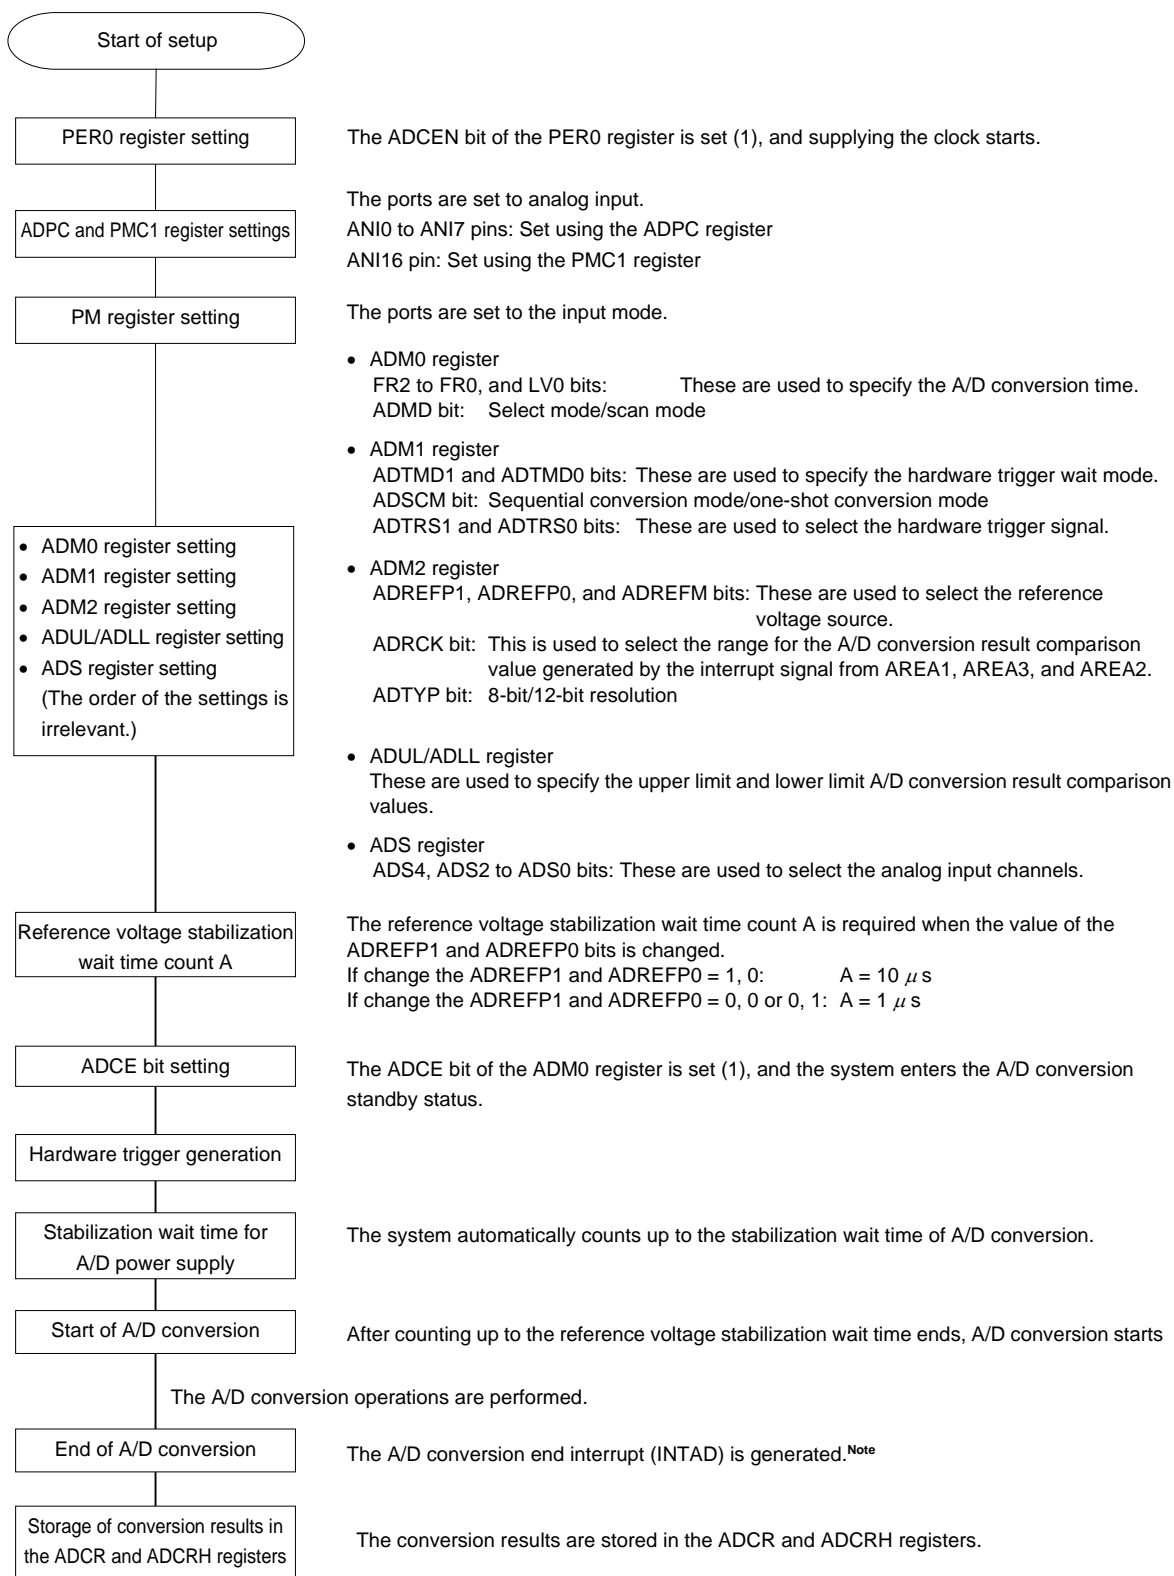 Start of setup
PER0 register setting
The ADCEN bit of the PER0 register is set (1), and supplying the clock starts.
ADPC and PMC1 register settings
The ports are set to analog input.
ANI0 to ANI7 pins: Set using the ADPC register
ANI16 pin: Set using the PMC1 register
PM register setting
The ports are set to the input mode.
• ADM0 register setting
• ADM1 register setting
• ADM2 register setting
• ADUL/ADLL register setting
• ADS register setting
(The order of the settings is
irrelevant.)
• ADM0 register
FR2 to FR0, and LV0 bits: These are used to specify the A/D conversion time.
ADMD bit: Select mode/scan mode
• ADM1 register
ADTMD1 and ADTMD0 bits: These are used to specify the hardware trigger wait mode.
ADSCM bit: Sequential conversion mode/one-shot conversion mode
ADTRS1 and ADTRS0 bits: These are used to select the hardware trigger signal.
• ADM2 register
ADREFP1, ADREFP0, and ADREFM bits: These are used to select the reference
voltage source.
ADRCK bit: This is used to select the range for the A/D conversion result comparison
value generated by the interrupt signal from AREA1, AREA3, and AREA2.
ADTYP bit: 8-bit/12-bit resolution
• ADUL/ADLL register
These are used to specify the upper limit and lower limit A/D conversion result comparison
values.
• ADS register
ADS4, ADS2 to ADS0 bits: These are used to select the analog input channels.
Reference voltage stabilization
wait time count A
The reference voltage stabilization wait time count A is required when the value of the
ADREFP1 and ADREFP0 bits is changed.
If change the ADREFP1 and ADREFP0 = 1, 0: A = 10 μ s
If change the ADREFP1 and ADREFP0 = 0, 0 or 0, 1: A = 1 μ s
ADCE bit setting
The ADCE bit of the ADM0 register is set (1), and the system enters the A/D conversion
standby status.
Hardware trigger generation
Stabilization wait time for
A/D power supply
The system automatically counts up to the stabilization wait time of A/D conversion.
Start of A/D conversion
After counting up to the reference voltage stabilization wait time ends, A/D conversion starts
The A/D conversion operations are performed.
End of A/D conversion
The A/D conversion end interrupt (INTAD) is generated.Note
Storage of conversion results in
the ADCR and ADCRH registers
The conversion results are stored in the ADCR and ADCRH registers.